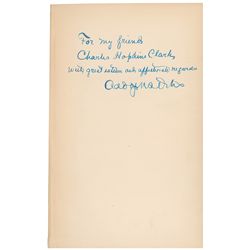 For my friend
Charles Hopkins Clark
with great esteem and affectionate regards
Adolph S. Ochs